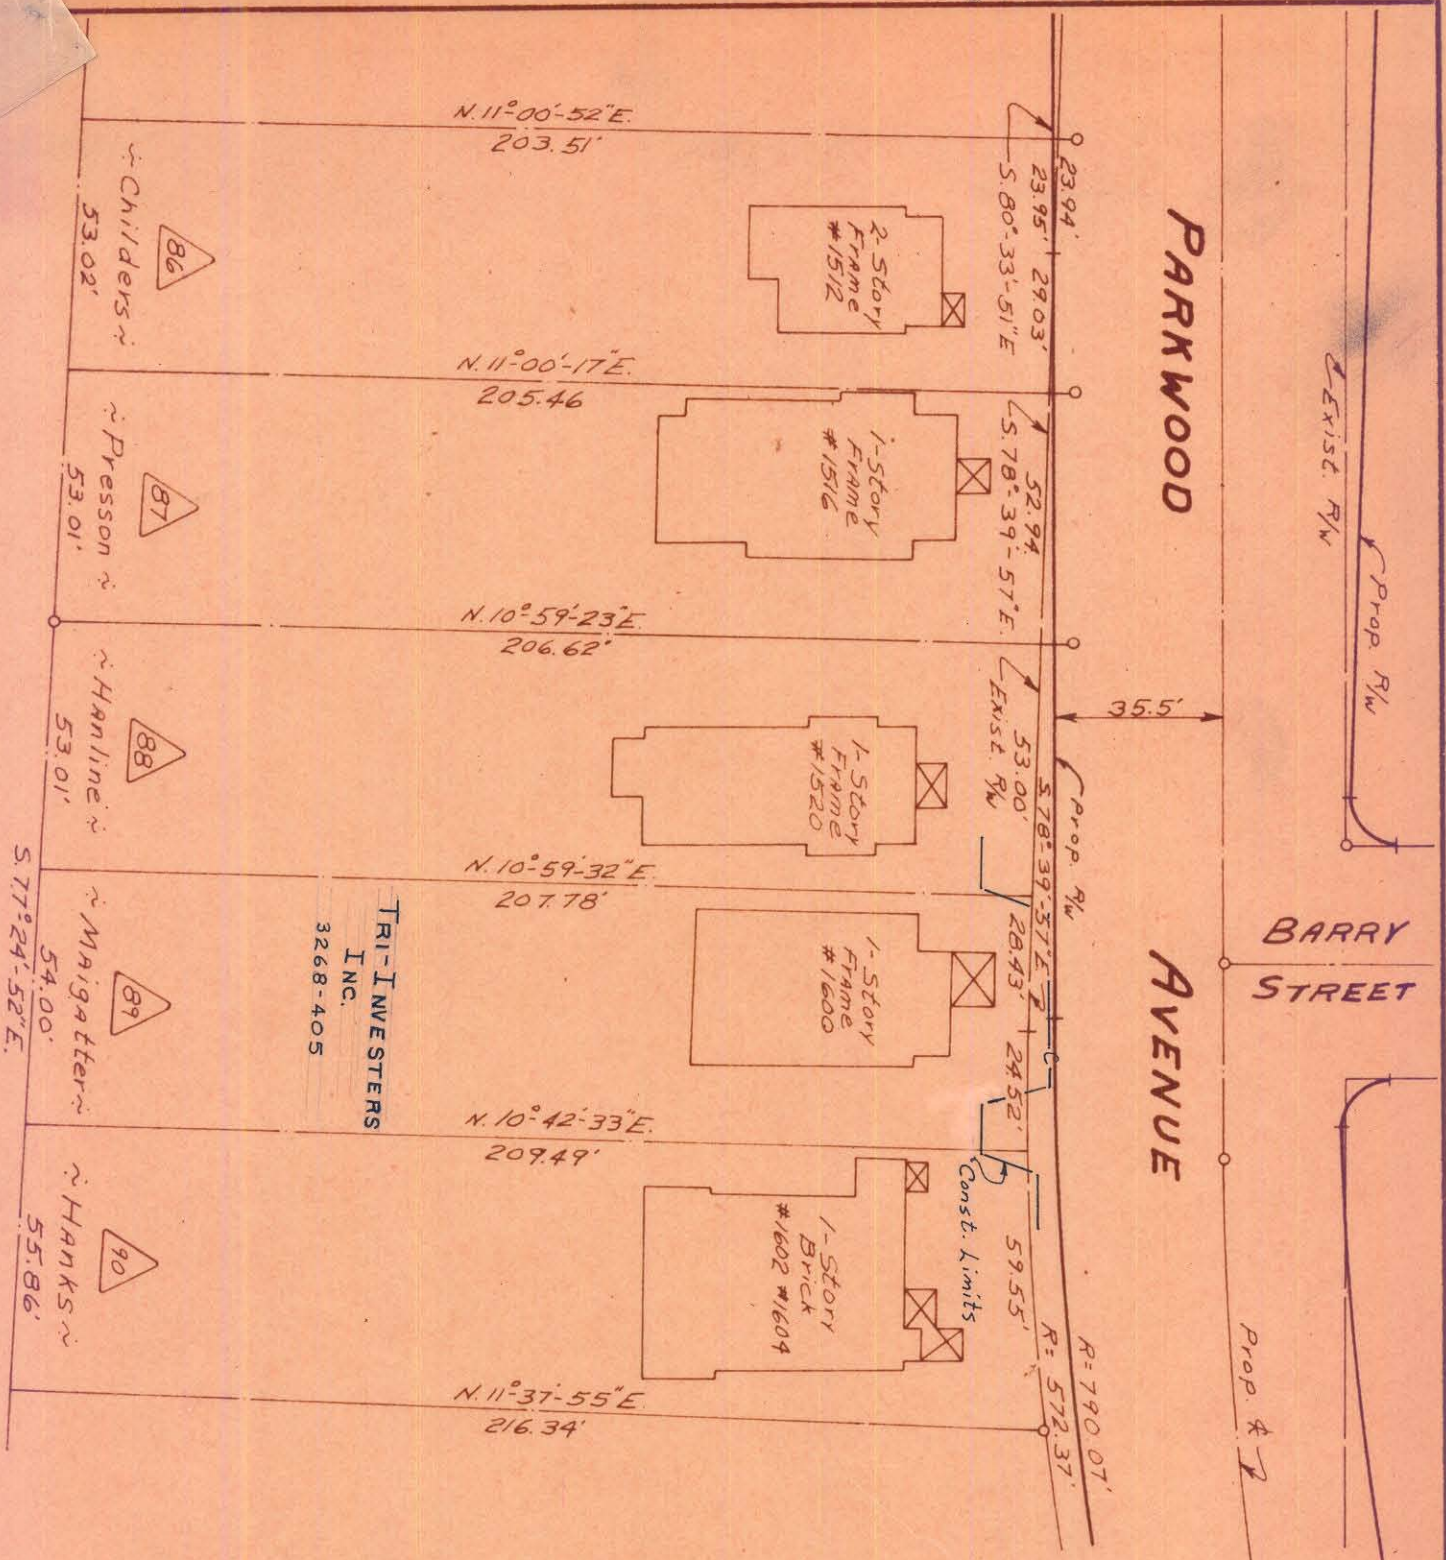 PARKWOOD AVENUE
BARRY
STREET
Exist. R/W
Prop. R/W
35.5'
Prop. R/W
Prop.
R= 790.07'
R= 572.37'
23.94'
23.95'
29.03'
S.80°-33'-51"E
52.94
S.78°-39'-57"E.
Exist. R/W
53.00'
S.78°-39'-57"E
28.43'
24.52'
59.55'
C
Const. Limits
N.11°-00'-52"E.
203.51'
2-Story
Frame
#1512
86
~Childers~
53.02'
N.11°-00'-17"E.
205.46
1-Story
Frame
#1516
87
~Presson~
53.01'
N.10°-59'-23"E.
206.62'
1-Story
Frame
#1520
88
~Hanline~
53.01'
N.10°-59'-32"E.
207.78'
1-Story
Frame
#1600
TRI-INVESTERS
INC.
3268-405
89
~Maigatter~
54.00'
S.77°-24'-52"E.
N.10°-42'-33"E.
209.49'
1-Story
Brick
#1602 #1604
90
~Hanks~
55.86'
N.11°-37'-55"E.
216.34'